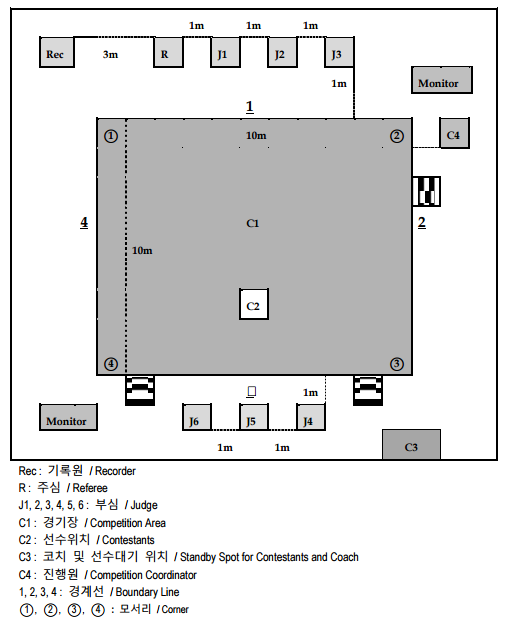 1m 1m 1m
Rec 3m R J1 J2 J3
1m
Monitor
1
① 10m ② C4
4 C1 2
10m
C2
④ ③
1m
Monitor J6 J5 J4
1m 1m C3
Rec : 기록원 / Recorder
R : 주심 / Referee
J1, 2, 3, 4, 5, 6 : 부심 / Judge
C1 : 경기장 / Competition Area
C2 : 선수위치 / Contestants
C3 : 코치 및 선수대기 위치 / Standby Spot for Contestants and Coach
C4 : 진행원 / Competition Coordinator
1, 2, 3, 4 : 경계선 / Boundary Line
①, ②, ③, ④ : 모서리 / Corner